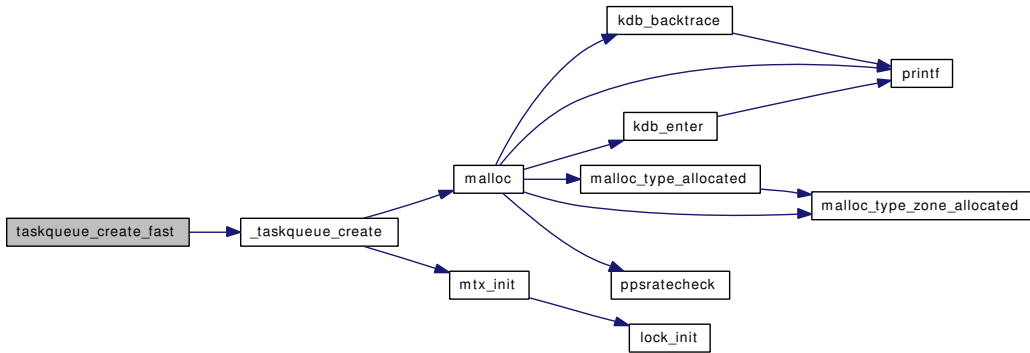 kdb_backtrace
printf
kdb_enter
malloc
malloc_type_allocated
malloc_type_zone_allocated
taskqueue_create_fast
_taskqueue_create
mtx_init
ppsratecheck
lock_init